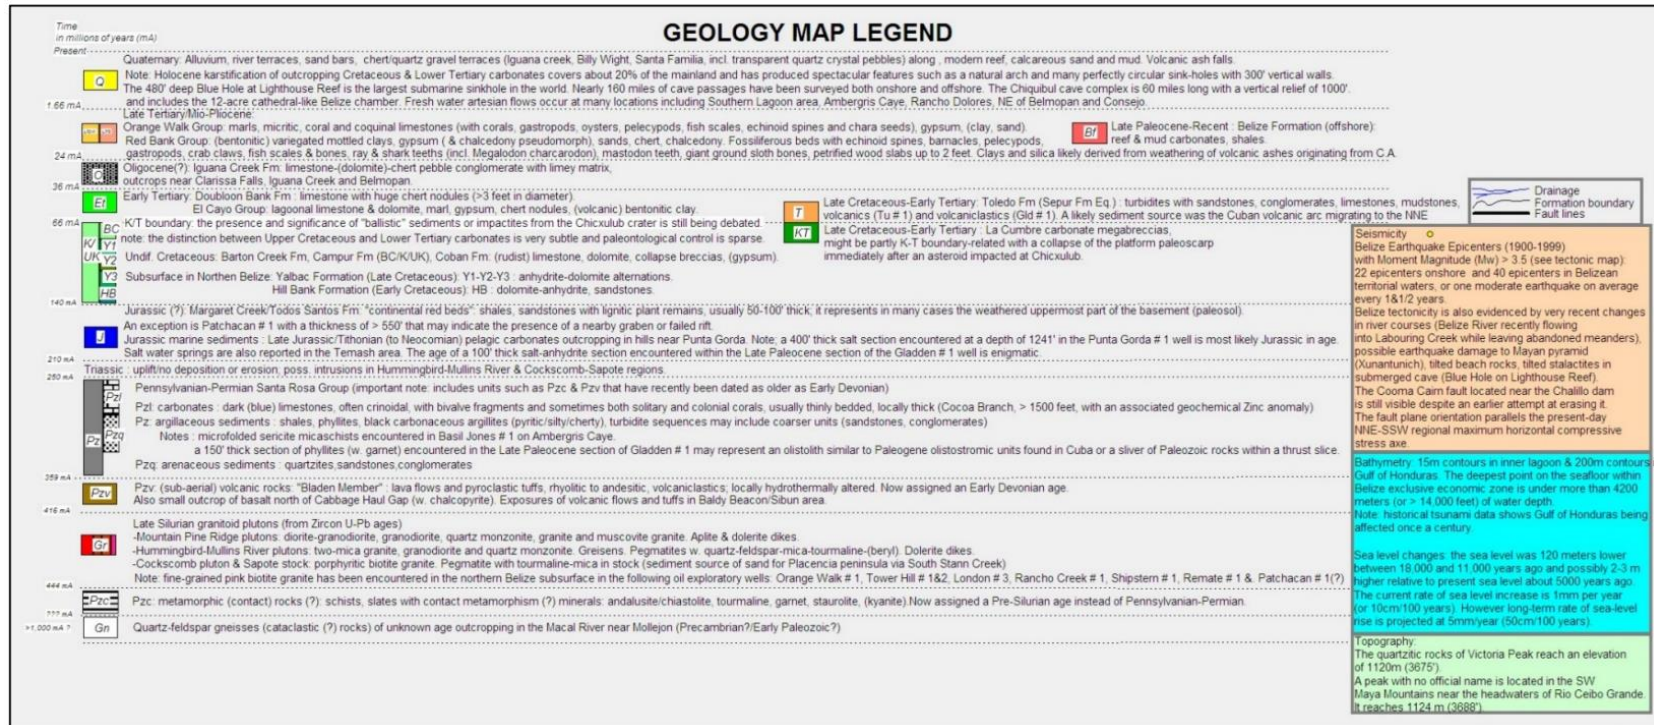 GEOLOGY MAP LEGEND
Time
in millions of years (mA)
Present
Quaternary: Alluvium, river terraces, sand bars, chert/quartz gravel terraces (Iguana creek, Billy Wight, Santa Familia, incl. transparent quartz crystal pebbles) along , modern reef, calcareous sand and mud. Volcanic ash falls.
Q
Note: Holocene karstification of outcropping Cretaceous & Lower Tertiary carbonates covers about 20% of the mainland and has produced spectacular features such as a natural arch and many perfectly circular sink-holes with 300' vertical walls.
The 480' deep Blue Hole at Lighthouse Reef is the largest submarine sinkhole in the world. Nearly 160 miles of cave passages have been surveyed both onshore and offshore. The Chiquibul cave complex is 60 miles long with a vertical relief of 1000'.
and includes the 12-acre cathedral-like Belize chamber. Fresh water artesian flows occur at many locations including Southern Lagoon area, Ambergris Caye, Rancho Dolores, NE of Belmopan and Consejo.
1.66 mA
Late Tertiary/Mio-Pliocene:
Orange Walk Group: marls, micritic, coral and coquinal limestones (with corals, gastropods, oysters, pelecypods, fish scales, echinoid spines and chara seeds), gypsum, (clay, sand).
Red Bank Group: (bentonitic) variegated mottled clays, gypsum ( & chalcedony pseudomorph), sands, chert, chalcedony. Fossiliferous beds with echinoid spines, barnacles, pelecypods,
gastropods, crab claws, fish scales & bones, ray & shark teeths (incl. Megalodon charcarodon), mastodon teeth, giant ground sloth bones, petrified wood slabs up to 2 feet. Clays and silica likely derived from weathering of volcanic ashes originating from C.A.
Bf
Late Paleocene-Recent : Belize Formation (offshore):
reef & mud carbonates, shales.
24 mA
O
Oligocene(?): Iguana Creek Fm: limestone-(dolomite)-chert pebble conglomerate with limey matrix,
outcrops near Clarissa Falls, Iguana Creek and Belmopan.
36 mA
Et
Early Tertiary: Doubloon Bank Fm : limestone with huge chert nodules (>3 feet in diameter).
El Cayo Group: lagoonal limestone & dolomite, marl, gypsum, chert nodules, (volcanic) bentonitic clay.
T
Late Cretaceous-Early Tertiary: Toledo Fm (Sepur Fm Eq.) : turbidites with sandstones, conglomerates, limestones, mudstones,
volcanics (Tu # 1) and volcaniclastics (Gld # 1). A likely sediment source was the Cuban volcanic arc migrating to the NNE
66 mA
K/T boundary: the presence and significance of "ballistic" sediments or impactites from the Chicxulub crater is still being debated.
note: the distinction between Upper Cretaceous and Lower Tertiary carbonates is very subtle and paleontological control is sparse.
KT
Late Cretaceous-Early Tertiary : La Cumbre carbonate megabreccias,
might be partly K-T boundary-related with a collapse of the platform paleoscarp
immediately after an asteroid impacted at Chicxulub.
K/
UK
BC
Y1
Y2
Y3
HB
Undif. Cretaceous: Barton Creek Fm, Campur Fm (BC/K/UK), Coban Fm: (rudist) limestone, dolomite, collapse breccias, (gypsum).
Subsurface in Northen Belize: Yalbac Formation (Late Cretaceous): Y1-Y2-Y3 : anhydrite-dolomite alternations.
Hill Bank Formation (Early Cretaceous): HB : dolomite-anhydrite, sandstones.
140 mA
Jurassic (?): Margaret Creek/Todos Santos Fm: "continental red beds": shales, sandstones with lignitic plant remains, usually 50-100' thick; it represents in many cases the weathered uppermost part of the basement (paleosol).
J
An exception is Patchacan # 1 with a thickness of > 550' that may indicate the presence of a nearby graben or failed rift.
Jurassic marine sediments : Late Jurassic/Tithonian (to Neocomian) pelagic carbonates outcropping in hills near Punta Gorda. Note: a 400' thick salt section encountered at a depth of 1241' in the Punta Gorda # 1 well is most likely Jurassic in age.
Salt water springs are also reported in the Temash area. The age of a 100' thick salt-anhydrite section encountered within the Late Paleocene section of the Gladden # 1 well is enigmatic.
210 mA
Triassic : uplift/no deposition or erosion; poss. intrusions in Hummingbird-Mullins River & Cockscomb-Sapote regions.
250 mA
Pz
Pzl
Pzq
Pennsylvanian-Permian Santa Rosa Group (important note: includes units such as Pzc & Pzv that have recently been dated as older as Early Devonian)
Pzl: carbonates : dark (blue) limestones, often crinoidal, with bivalve fragments and sometimes both solitary and colonial corals, usually thinly bedded, locally thick (Cocoa Branch, > 1500 feet, with an associated geochemical Zinc anomaly)
Pz: argillaceous sediments : shales, phyllites, black carbonaceous argillites (pyritic/silty/cherty), turbidite sequences may include coarser units (sandstones, conglomerates)
Notes : microfolded sericite micaschists encountered in Basil Jones # 1 on Ambergris Caye.
a 150' thick section of phyllites (w. garnet) encountered in the Late Paleocene section of Gladden # 1 may represent an olistolith similar to Paleogene olistostromic units found in Cuba or a sliver of Paleozoic rocks within a thrust slice.
Pzq: arenaceous sediments : quartzites,sandstones,conglomerates
359 mA
Pzv
Pzv: (sub-aerial) volcanic rocks: "Bladen Member" : lava flows and pyroclastic tuffs, rhyolitic to andesitic, volcaniclastics; locally hydrothermally altered. Now assigned an Early Devonian age.
Also small outcrop of basalt north of Cabbage Haul Gap (w. chalcopyrite). Exposures of volcanic flows and tuffs in Baldy Beacon/Sibun area.
416 mA
Gr
Late Silurian granitoid plutons (from Zircon U-Pb ages)
-Mountain Pine Ridge plutons: diorite-granodiorite, granodiorite, quartz monzonite, granite and muscovite granite. Aplite & dolerite dikes.
-Hummingbird-Mullins River plutons: two-mica granite, granodiorite and quartz monzonite. Greisens. Pegmatites w. quartz-feldspar-mica-tourmaline-(beryl). Dolerite dikes.
-Cockscomb pluton & Sapote stock: porphyritic biotite granite. Pegmatite with tourmaline-mica in stock (sediment source of sand for Placencia peninsula via South Stann Creek)
Note: fine-grained pink biotite granite has been encountered in the northern Belize subsurface in the following oil exploratory wells: Orange Walk # 1, Tower Hill # 1&2, London # 3, Rancho Creek # 1, Shipstern # 1, Remate # 1 &. Patchacan # 1(?)
444 mA
Pzc
Pzc: metamorphic (contact) rocks (?): schists, slates with contact metamorphism (?) minerals: andalusite/chiastolite, tourmaline, garnet, staurolite, (kyanite).Now assigned a Pre-Silurian age instead of Pennsylvanian-Permian.
??? mA
>1,000 mA ?
Gn
Quartz-feldspar gneisses (cataclastic (?) rocks) of unknown age outcropping in the Macal River near Mollejon (Precambrian?/Early Paleozoic?)
Drainage
Formation boundary
Fault lines
Seismicity
Belize Earthquake Epicenters (1900-1999)
with Moment Magnitude (Mw) > 3.5 (see tectonic map):
22 epicenters onshore and 40 epicenters in Belizean
territorial waters, or one moderate earthquake on average
every 1&1/2 years.
Belize tectonicity is also evidenced by very recent changes
in river courses (Belize River recently flowing
into Labouring Creek while leaving abandoned meanders),
possible earthquake damage to Mayan pyramid
(Xunantunich), tilted beach rocks, tilted stalactites in
submerged cave (Blue Hole on Lighthouse Reef).
The Cooma Cairn fault located near the Chalillo dam
is still visible despite an earlier attempt at erasing it.
The fault plane orientation parallels the present-day
NNE-SSW regional maximum horizontal compressive
stress axe.
Bathymetry: 15m contours in inner lagoon & 200m contours
Gulf of Honduras. The deepest point on the seafloor within
Belize exclusive economic zone is under more than 4200
meters (or > 14,000 feet) of water depth.
Note: historical tsunami data shows Gulf of Honduras being
affected once a century.
Sea level changes: the sea level was 120 meters lower
between 18,000 and 11,000 years ago and possibly 2-3 m
higher relative to present sea level about 5000 years ago.
The current rate of sea level increase is 1mm per year
(or 10cm/100 years). However long-term rate of sea-level
rise is projected at 5mm/year (50cm/100 years).
Topography:
The quartzitic rocks of Victoria Peak reach an elevation
of 1120m (3675').
A peak with no official name is located in the SW
Maya Mountains near the headwaters of Rio Ceibo Grande.
It reaches 1124 m (3688').